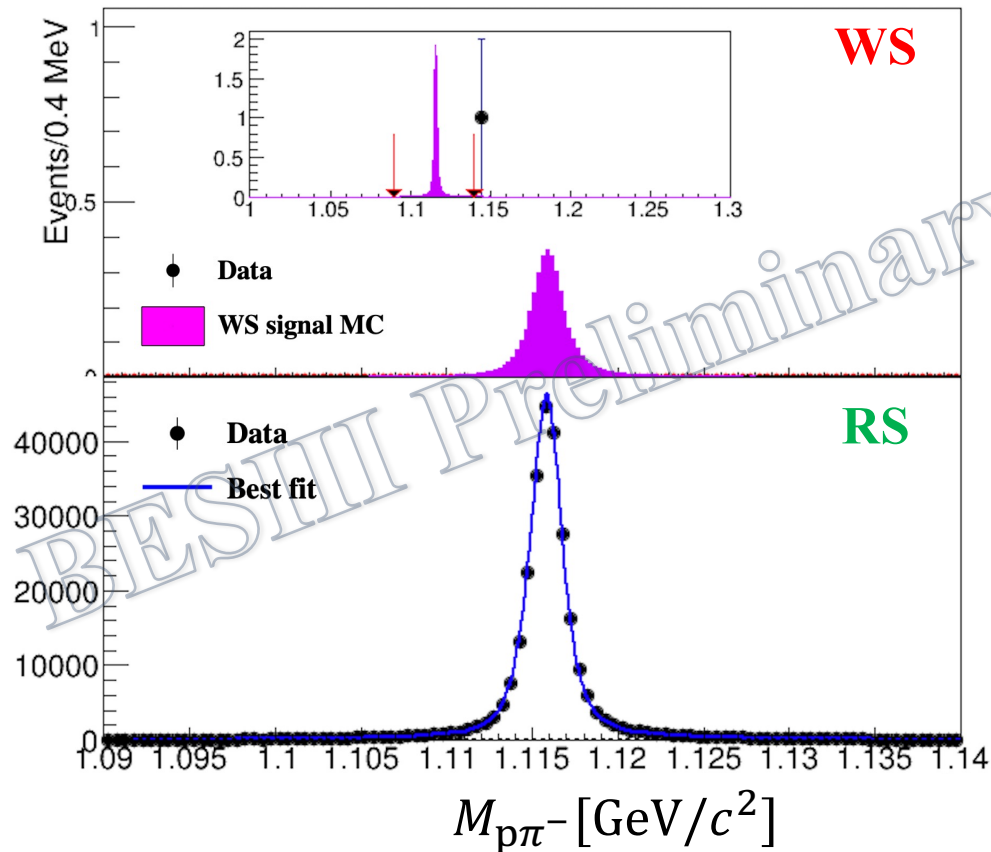 WS
Events/0.4 MeV
1
0.5
0
2
1.5
1
0.5
0
1 1.05 1.1 1.15 1.2 1.25 1.3
Data
WS signal MC
BESIII Preliminary
RS
Data
Best fit
40000
30000
20000
10000
0
1.09 1.095 1.1 1.105 1.11 1.115 1.12 1.125 1.13 1.135 1.14
M_{pπ⁻} [GeV/c²]